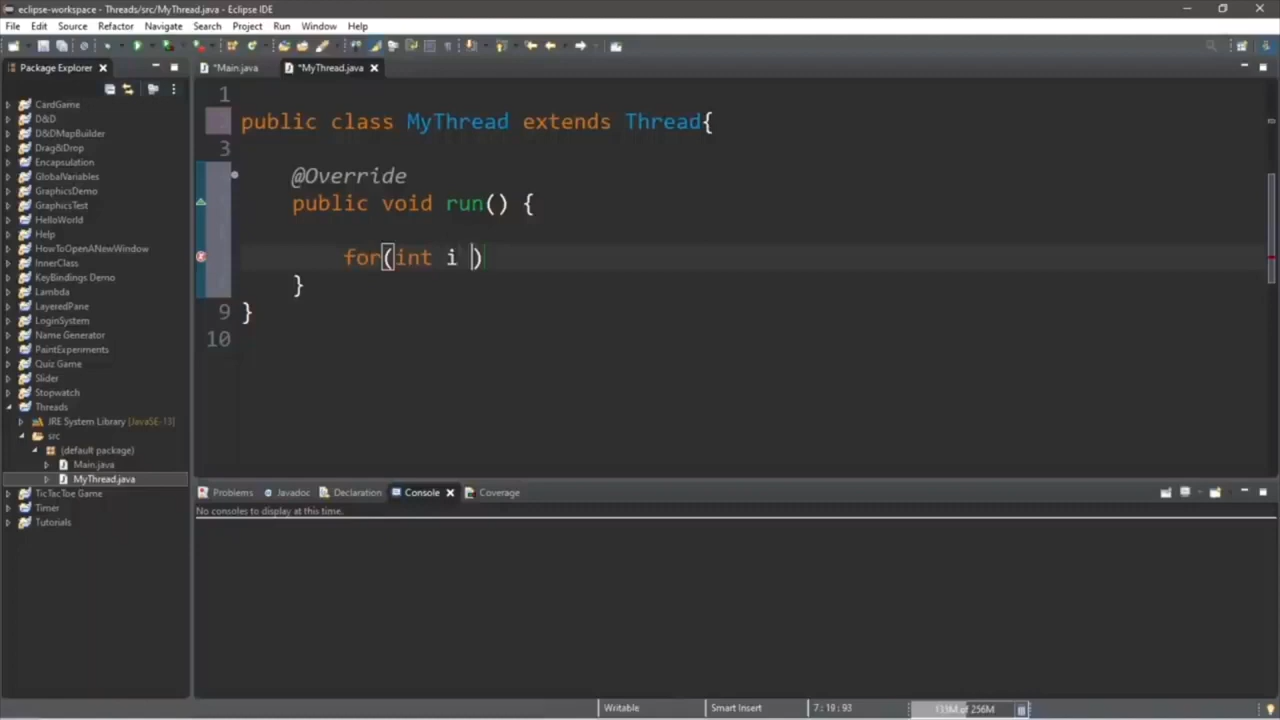 eclipse-workspace - Threads/src/MyThread.java - Eclipse IDE
File Edit Source Refactor Navigate Search Project Run Window Help
Package Explorer
*Main.java
*MyThread.java
CardGame
D&D
D&DMapBuilder
Drag&Drop
Encapsulation
GlobalVariables
GraphicsDemo
GraphicsTest
HelloWorld
Help
HowToOpenANewWindow
InnerClass
KeyBindings Demo
Lambda
LayeredPane
LoginSystem
Name Generator
PaintExperiments
Quiz Game
Slider
Stopwatch
Threads
JRE System Library [JavaSE-13]
src
(default package)
Main.java
MyThread.java
TicTacToe Game
Timer
Tutorials
1
public class MyThread extends Thread{
3
@Override
public void run() {
for(int i )
}
9 }
10
Problems Javadoc Declaration Console Coverage
No consoles to display at this time.
Writable Smart Insert 7 : 19 : 93 133M of 256M